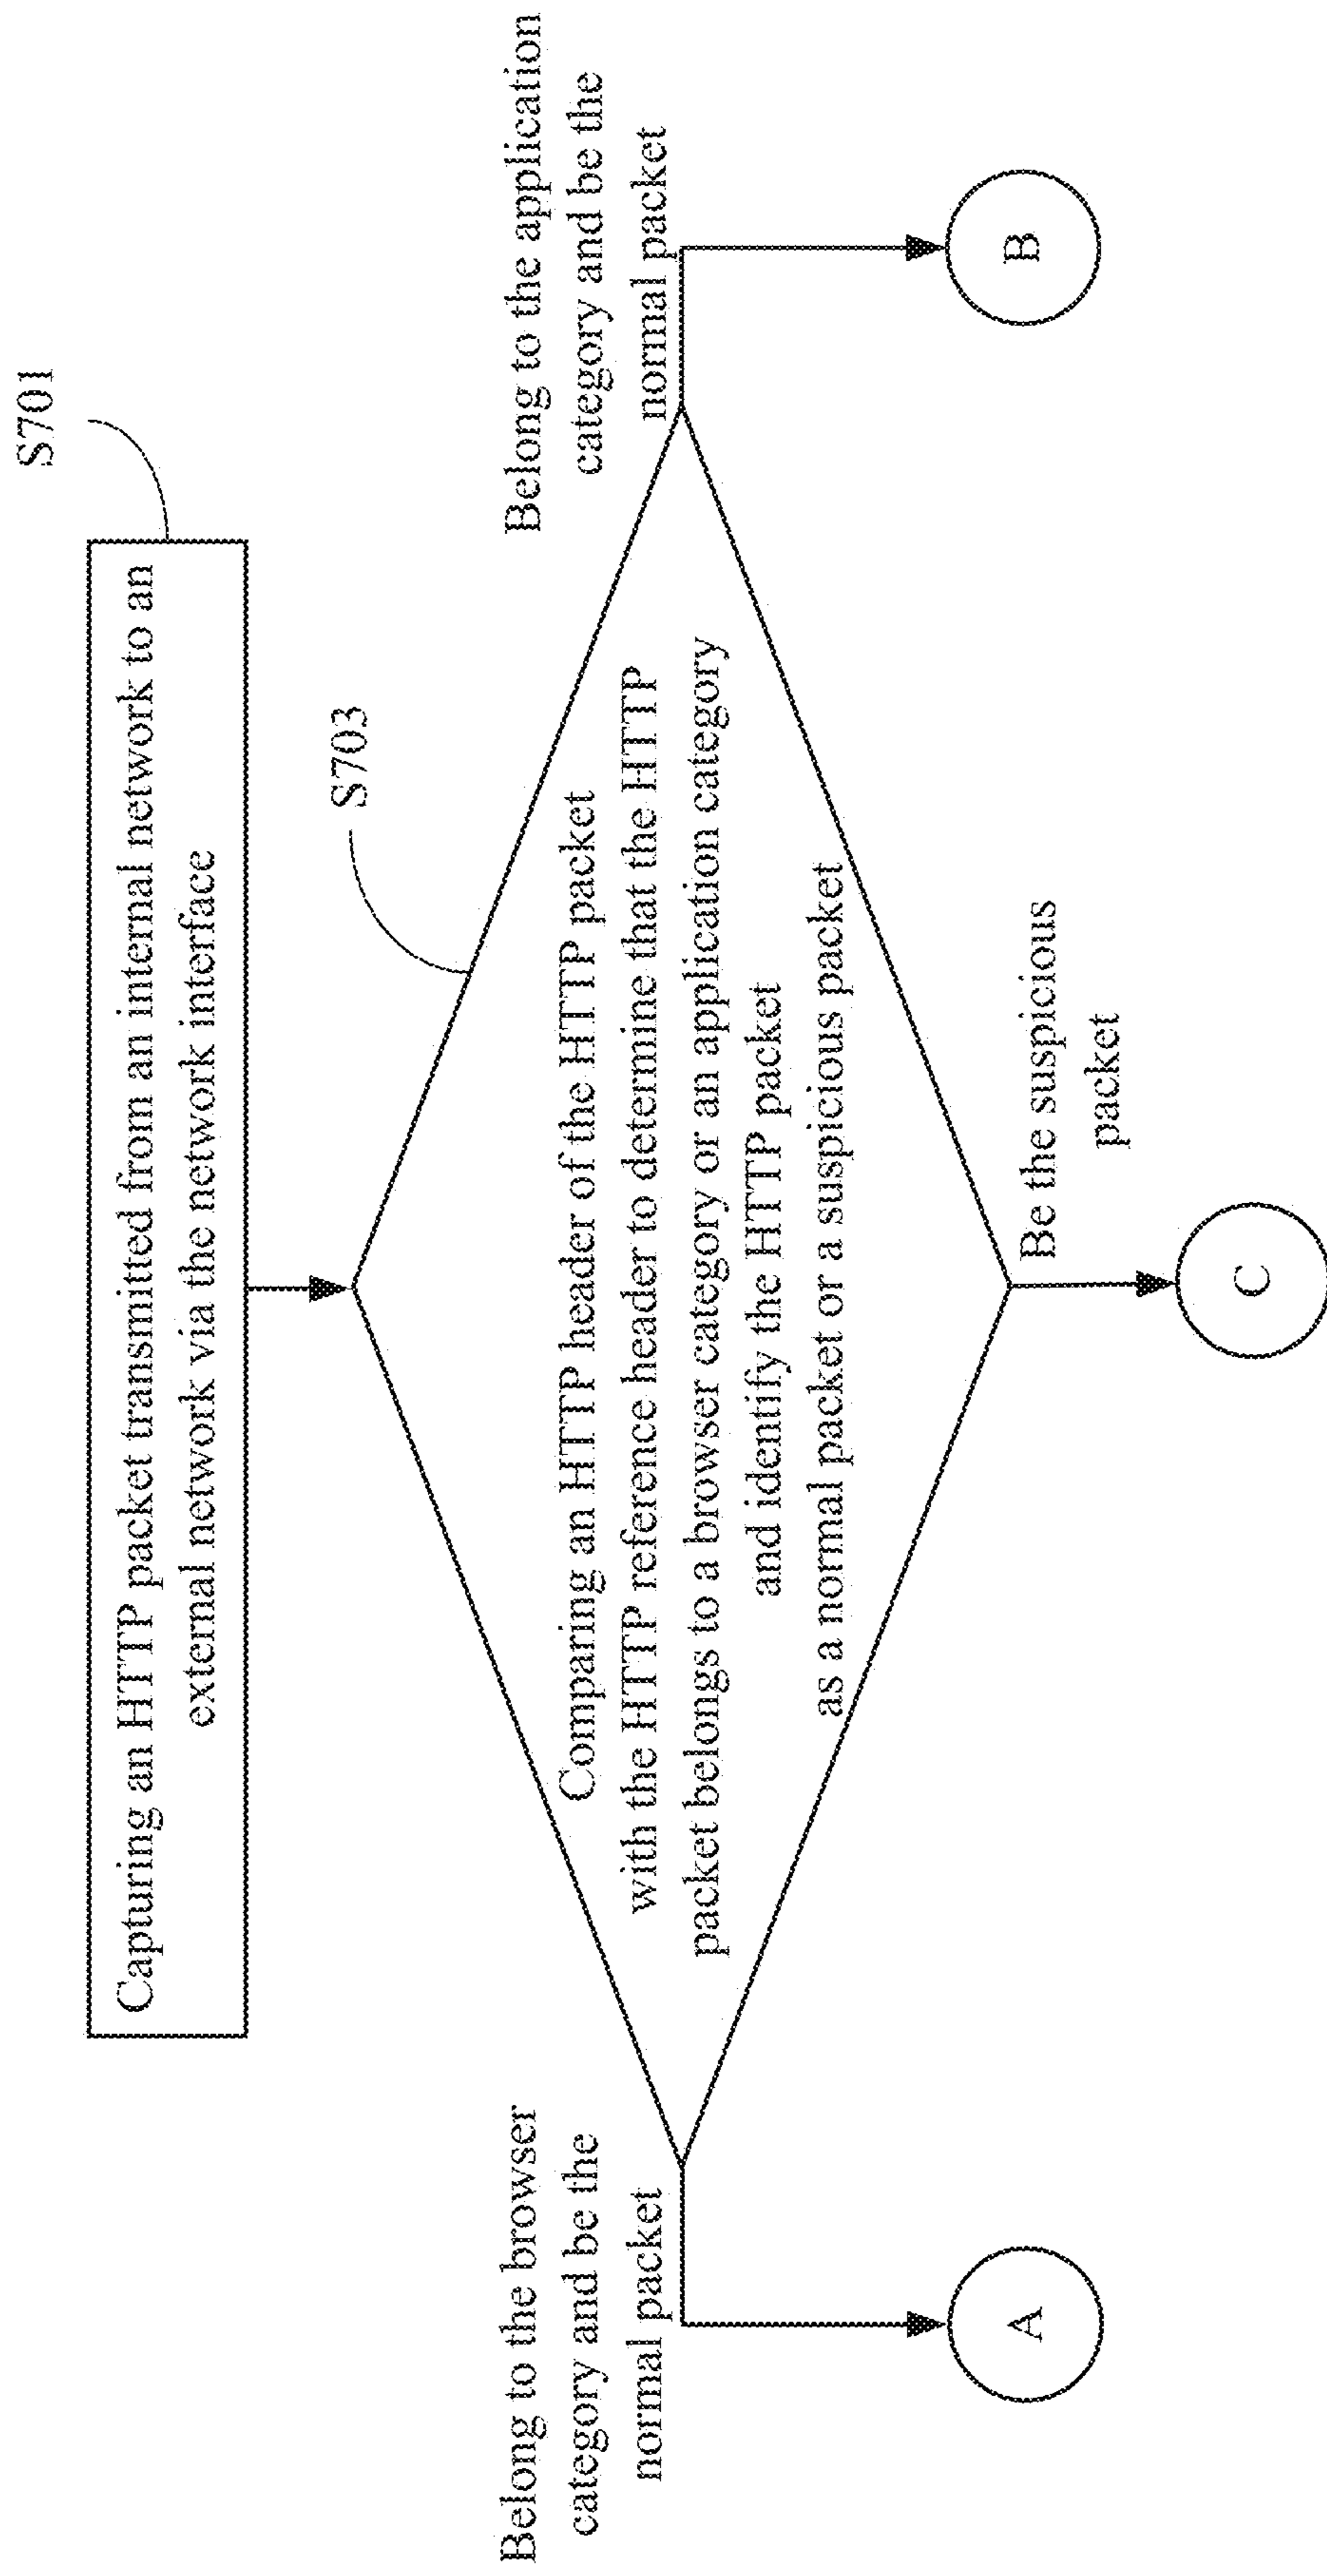 S701
Capturing an HTTP packet transmitted from an internal network to an
external network via the network interface
S703
Comparing an HTTP header of the HTTP packet
with the HTTP reference header to determine that the HTTP
packet belongs to a browser category or an application category
and identify the HTTP packet
as a normal packet or a suspicious packet
Belong to the browser
category and be the
normal packet
Belong to the application
category and be the
normal packet
Be the suspicious
packet
A
B
C